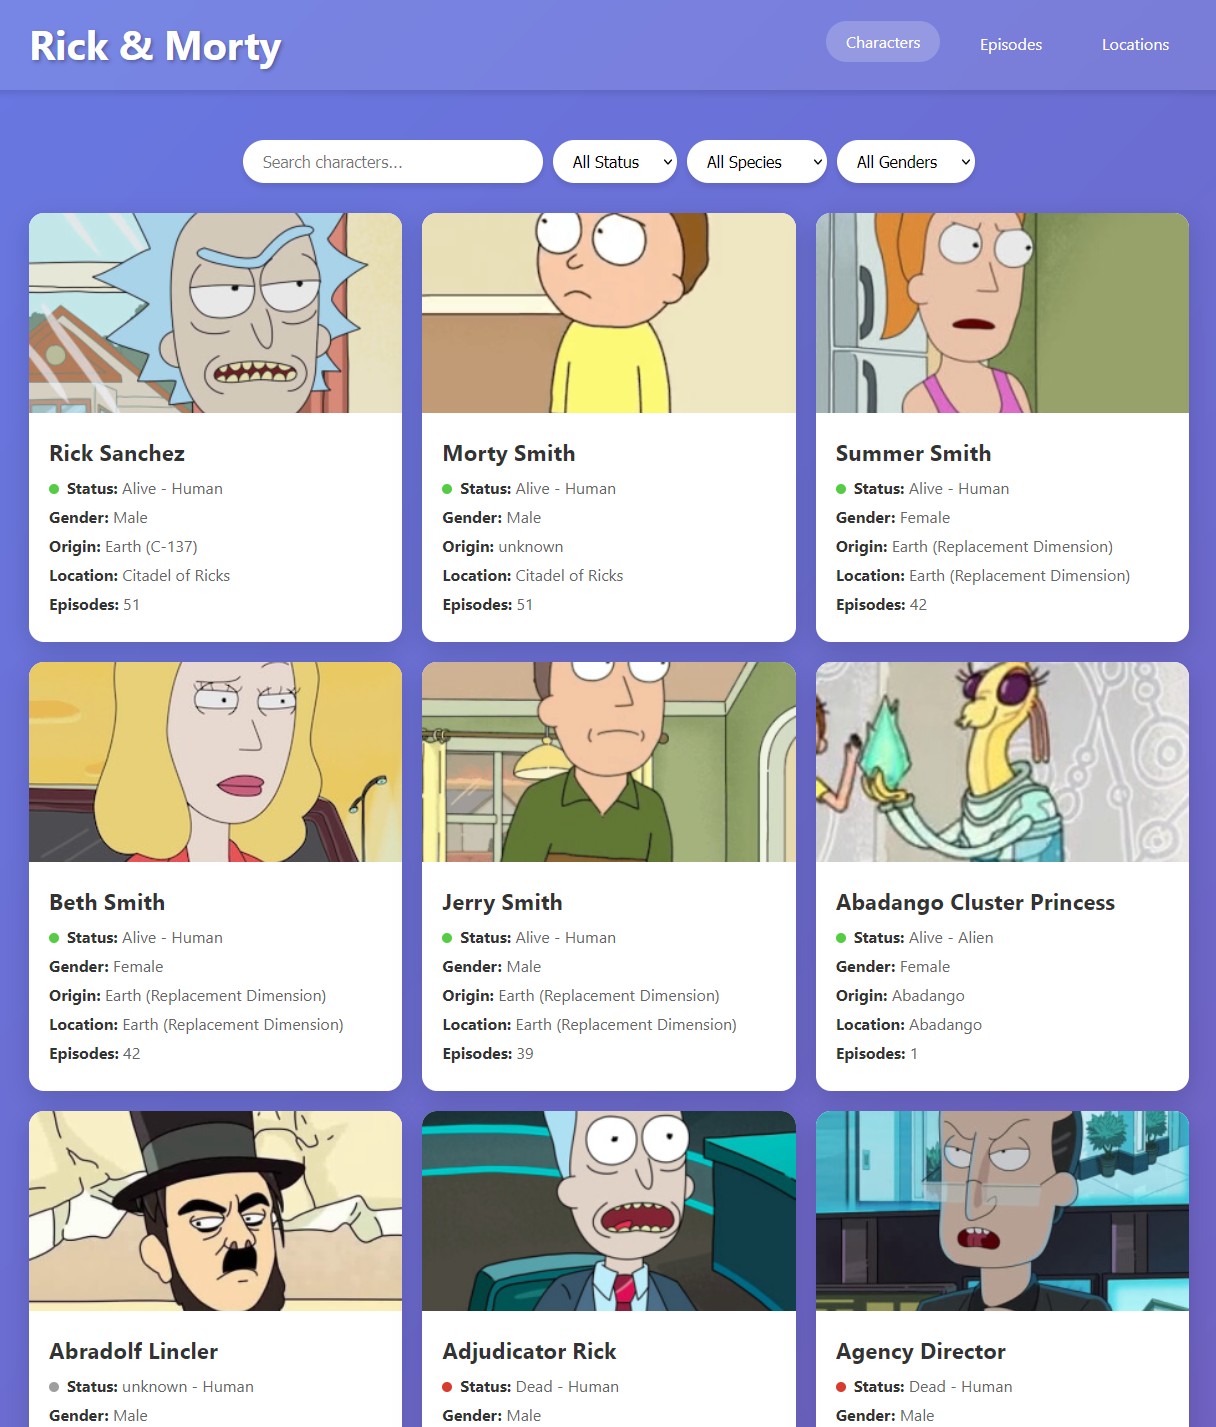 Rick & Morty
Characters Episodes Locations
Search characters... All Status All Species All Genders
Rick Sanchez
Status: Alive - Human
Gender: Male
Origin: Earth (C-137)
Location: Citadel of Ricks
Episodes: 51
Morty Smith
Status: Alive - Human
Gender: Male
Origin: unknown
Location: Citadel of Ricks
Episodes: 51
Summer Smith
Status: Alive - Human
Gender: Female
Origin: Earth (Replacement Dimension)
Location: Earth (Replacement Dimension)
Episodes: 42
Beth Smith
Status: Alive - Human
Gender: Female
Origin: Earth (Replacement Dimension)
Location: Earth (Replacement Dimension)
Episodes: 42
Jerry Smith
Status: Alive - Human
Gender: Male
Origin: Earth (Replacement Dimension)
Location: Earth (Replacement Dimension)
Episodes: 39
Abadango Cluster Princess
Status: Alive - Alien
Gender: Female
Origin: Abadango
Location: Abadango
Episodes: 1
Abradolf Lincler
Status: unknown - Human
Gender: Male
Adjudicator Rick
Status: Dead - Human
Gender: Male
Agency Director
Status: Dead - Human
Gender: Male